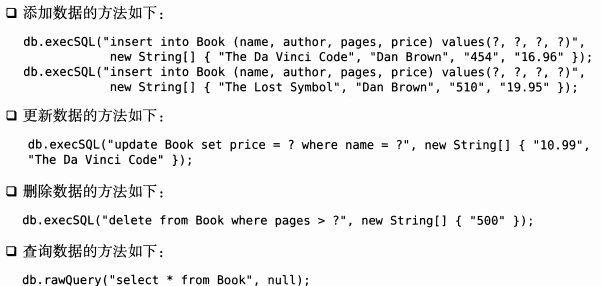 ❑ 添加数据的方法如下：
db.execSQL("insert into Book (name, author, pages, price) values(?, ?, ?, ?)",
new String[] { "The Da Vinci Code", "Dan Brown", "454", "16.96" });
db.execSQL("insert into Book (name, author, pages, price) values(?, ?, ?, ?)",
new String[] { "The Lost Symbol", "Dan Brown", "510", "19.95" });
❑ 更新数据的方法如下：
db.execSQL("update Book set price = ? where name = ?", new String[] { "10.99",
"The Da Vinci Code" });
❑ 删除数据的方法如下：
db.execSQL("delete from Book where pages > ?", new String[] { "500" });
❑ 查询数据的方法如下：
db.rawQuery("select * from Book", null);